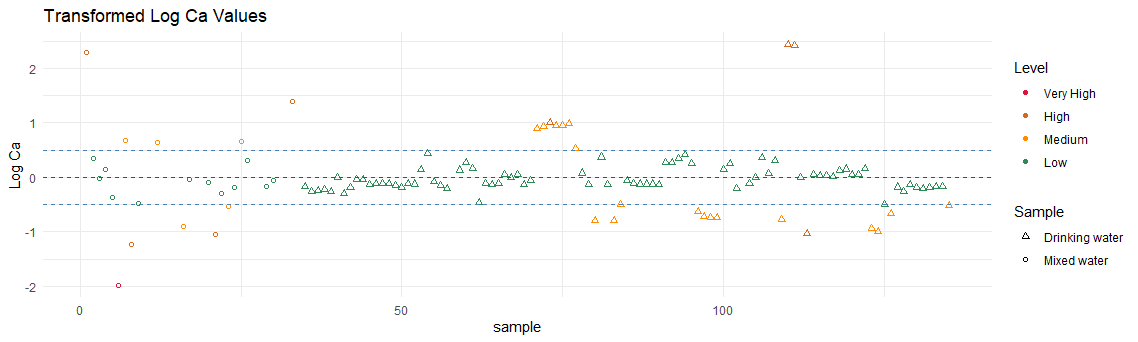 Transformed Log Ca Values
Log Ca
2
1
0
-1
-2
0
50
100
sample
Level
Very High
High
Medium
Low
Sample
Drinking water
Mixed water